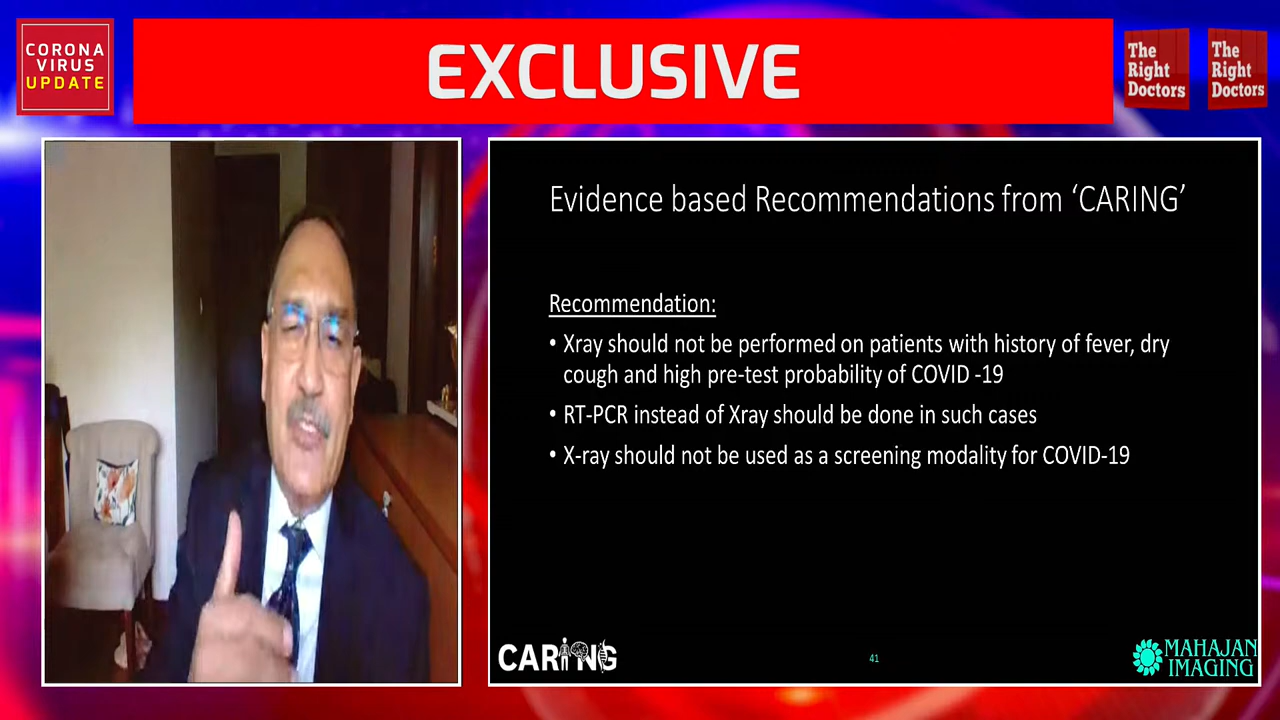 CORONA
VIRUS
UPDATE
EXCLUSIVE
The
Right
Doctors
The
Right
Doctors
Evidence based Recommendations from ‘CARING’
Recommendation:
• Xray should not be performed on patients with history of fever, dry
cough and high pre-test probability of COVID -19
• RT-PCR instead of Xray should be done in such cases
• X-ray should not be used as a screening modality for COVID-19
CARING
41
MAHAJAN
IMAGING